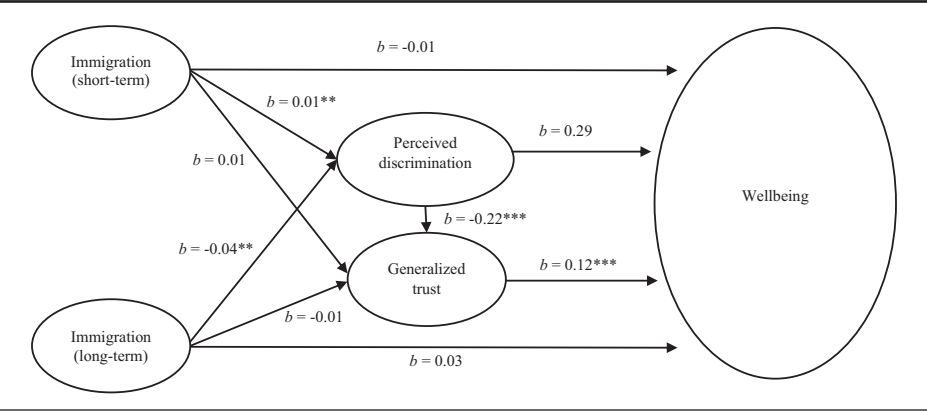 b = -0.01
Immigration
(short-term)
b = 0.01**
b = 0.29
Perceived
discrimination
b = 0.01
Wellbeing
b = -0.22***
b = -0.04**
Generalized
trust
b = 0.12***
b = -0.01
Immigration
(long-term)
b = 0.03